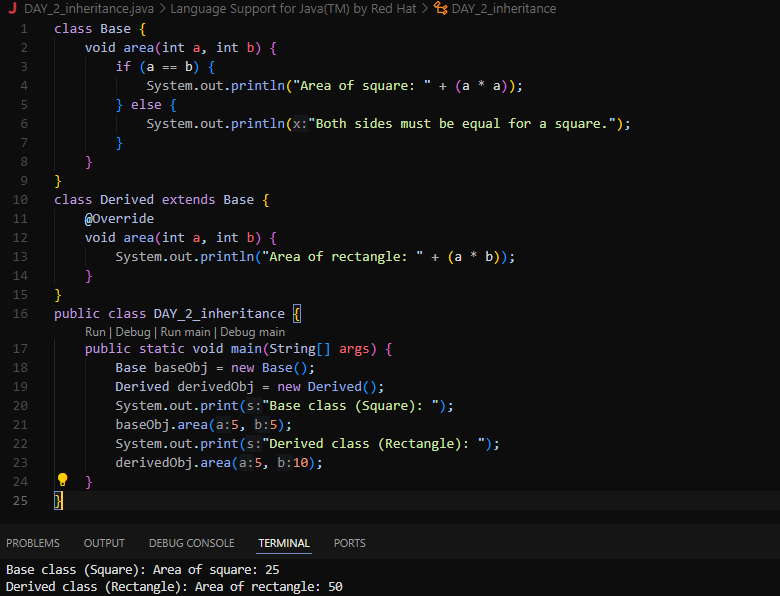 DAY_2_inheritance.java > Language Support for Java(TM) by Red Hat > DAY_2_inheritance
1 class Base {
2 void area(int a, int b) {
3 if (a == b) {
4 System.out.println("Area of square: " + (a * a));
5 } else {
6 System.out.println(x:"Both sides must be equal for a square.");
7 }
8 }
9 }
10 class Derived extends Base {
11 @Override
12 void area(int a, int b) {
13 System.out.println("Area of rectangle: " + (a * b));
14 }
15 }
16 public class DAY_2_inheritance {
Run | Debug | Run main | Debug main
17 public static void main(String[] args) {
18 Base baseObj = new Base();
19 Derived derivedObj = new Derived();
20 System.out.print(s:"Base class (Square): ");
21 baseObj.area(a:5, b:5);
22 System.out.print(s:"Derived class (Rectangle): ");
23 derivedObj.area(a:5, b:10);
24 }
25 }
PROBLEMS OUTPUT DEBUG CONSOLE TERMINAL PORTS
Base class (Square): Area of square: 25
Derived class (Rectangle): Area of rectangle: 50